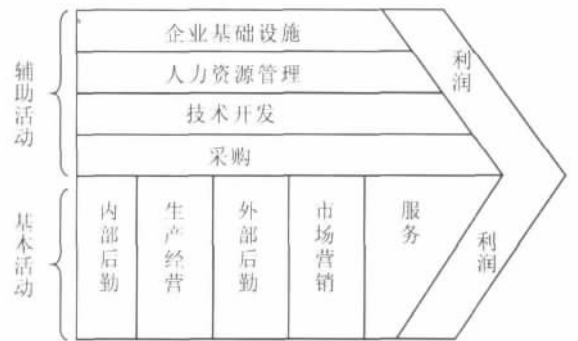 辅助活动
企业基础设施
人力资源管理
技术开发
采购
利润
基本活动
内部后勤
生产经营
外部后勤
市场营销
服务
利润